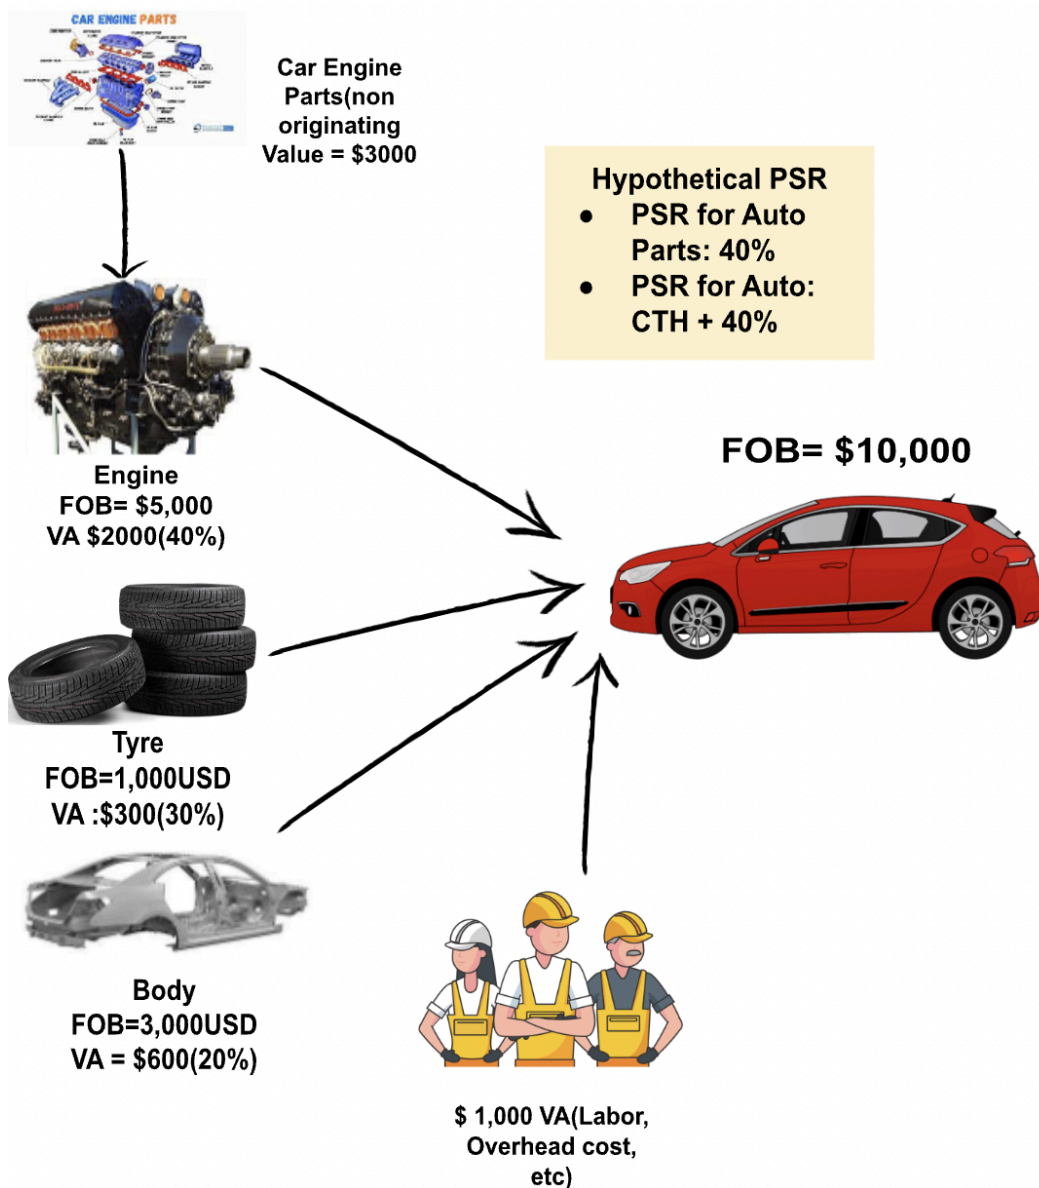 CAR ENGINE PARTS
Car Engine
Parts(non
originating
Value = $3000
Hypothetical PSR
● PSR for Auto
Parts: 40%
● PSR for Auto:
CTH + 40%
Engine
FOB= $5,000
VA $2000(40%)
FOB= $10,000
Tyre
FOB=1,000USD
VA :$300(30%)
Body
FOB=3,000USD
VA = $600(20%)
$ 1,000 VA(Labor,
Overhead cost,
etc)